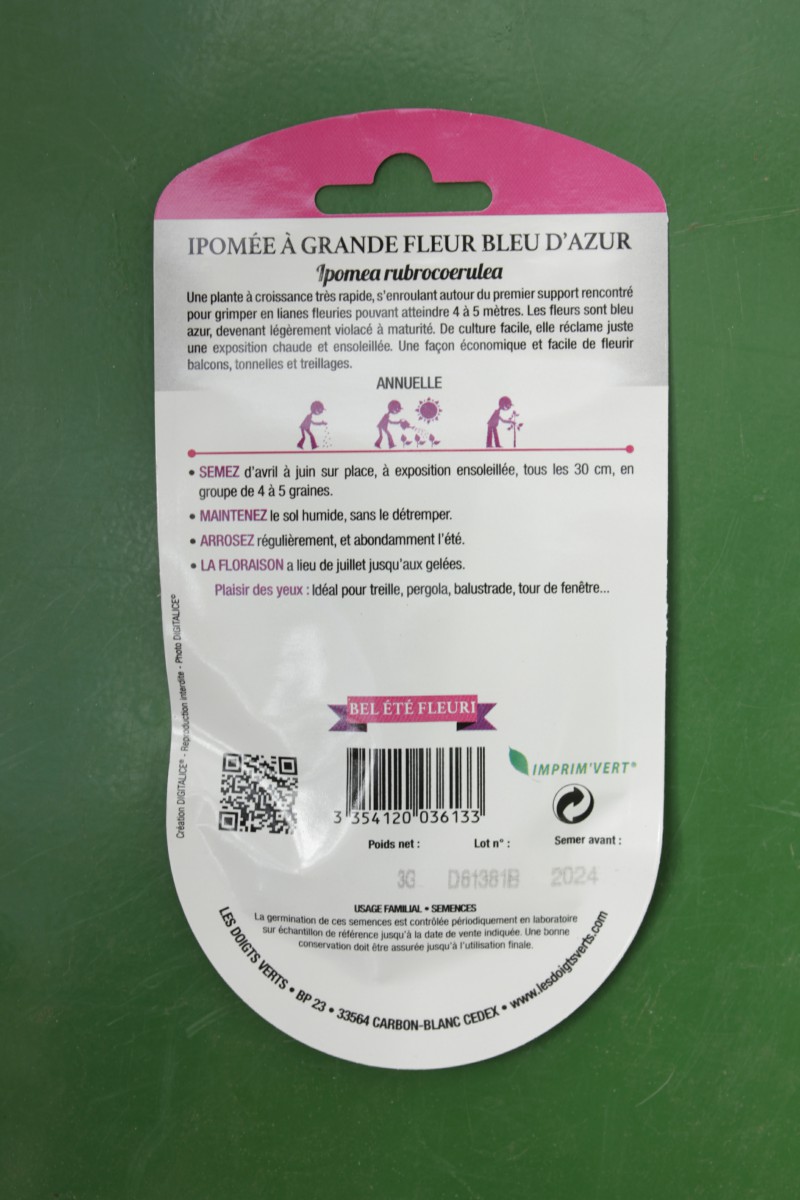 IPOMÉE À GRANDE FLEUR BLEU D'AZUR
Ipomea rubrocoerulea
Une plante à croissance très rapide, s'enroulant autour du premier support rencontré
pour grimper en lianes fleuries pouvant atteindre 4 à 5 mètres. Les fleurs sont bleu
azur, devenant légèrement violacé à maturité. De culture facile, elle réclame juste
une exposition chaude et ensoleillée. Une façon économique et facile de fleurir
balcons, tonnelles et treillages.
ANNUELLE
• SEMEZ d'avril à juin sur place, à exposition ensoleillée, tous les 30 cm, en
groupe de 4 à 5 graines.
• MAINTENEZ le sol humide, sans le détremper.
• ARROSEZ régulièrement, et abondamment l'été.
• LA FLORAISON a lieu de juillet jusqu'aux gelées.
Plaisir des yeux : Idéal pour treille, pergola, balustrade, tour de fenêtre...
Création DIGITALICE® - Reproduction interdite - Photo DIGITALICE®
BEL ÉTÉ FLEURI
IMPRIM'VERT®
3 354120 036133
Poids net : Lot n° : Semer avant :
3G D61381B 2024
USAGE FAMILIAL • SEMENCES
La germination de ces semences est contrôlée périodiquement en laboratoire
sur échantillon de référence jusqu'à la date de vente indiquée. Une bonne
conservation doit être assurée jusqu'à l'utilisation finale.
LES DOIGTS VERTS • BP 23 • 33564 CARBON-BLANC CEDEX • www.lesdoigtsverts.com